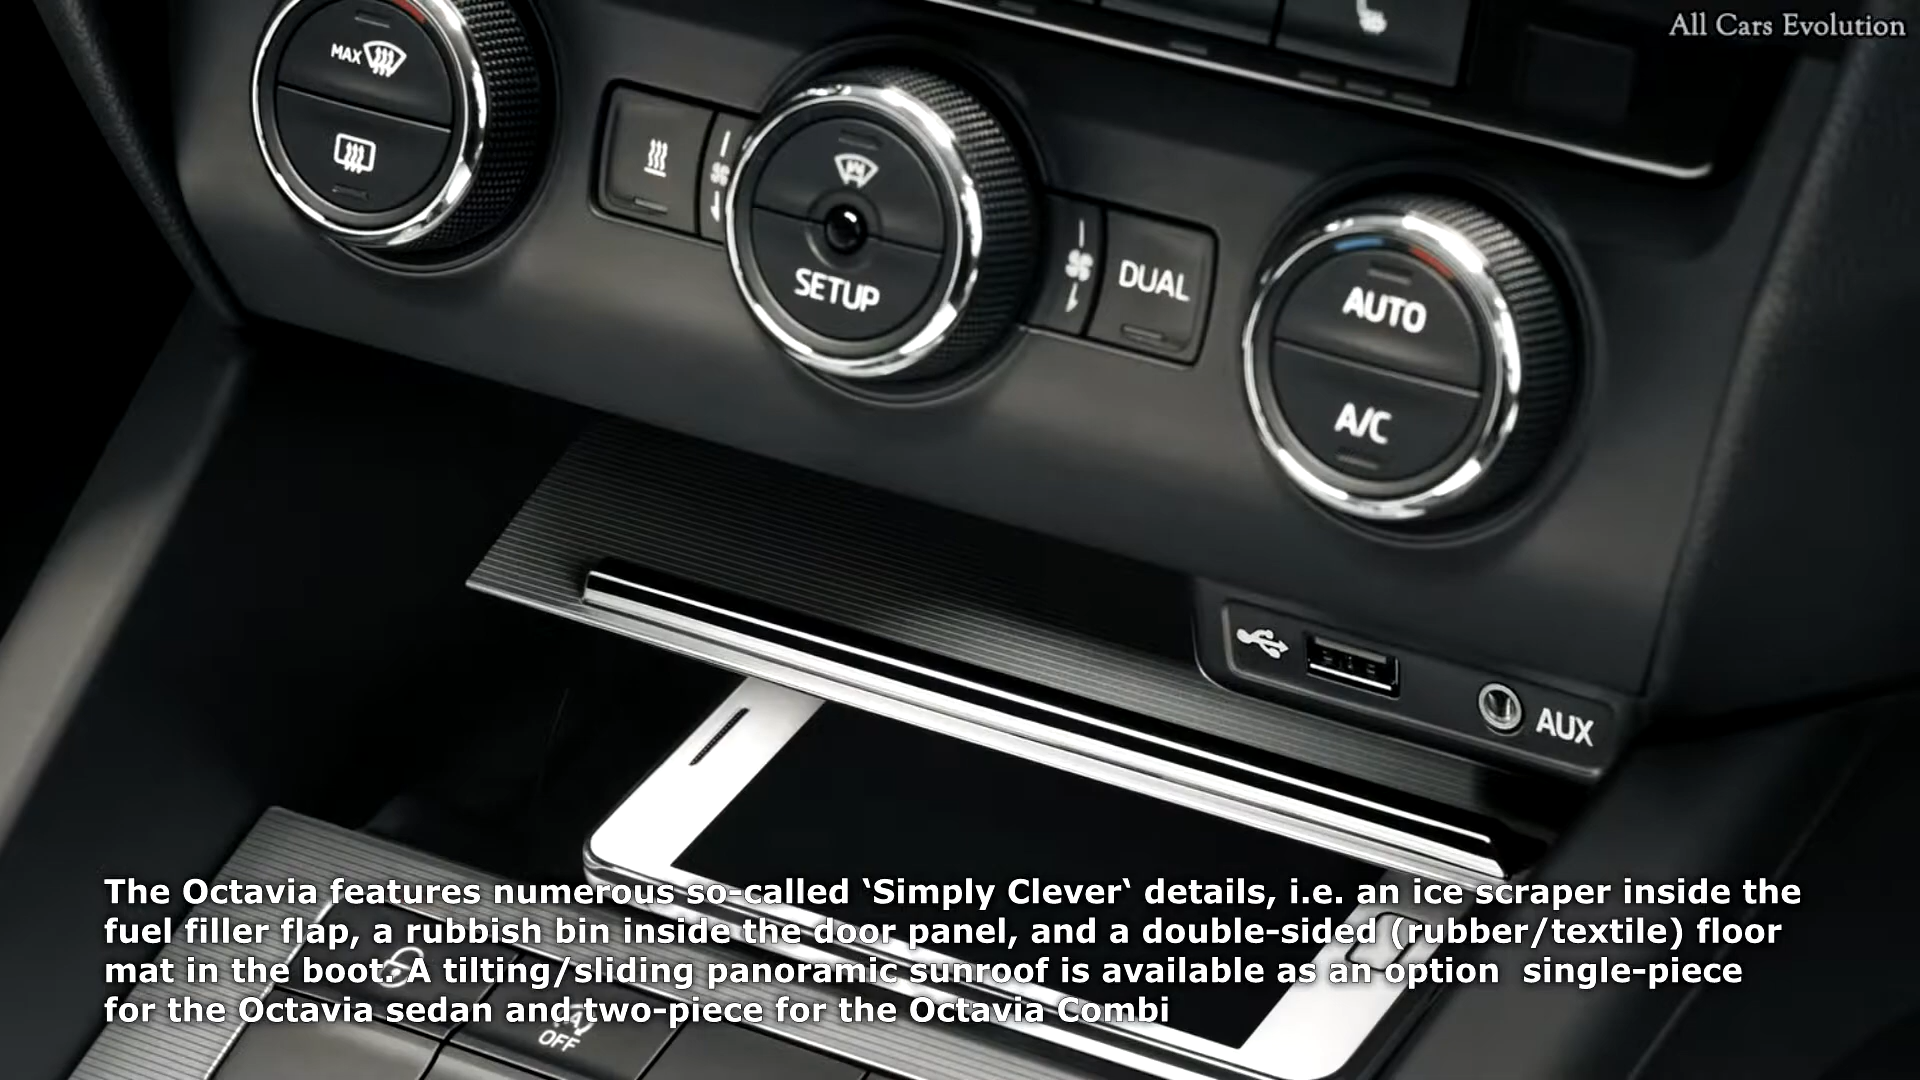 All Cars Evolution
MAX
SETUP
DUAL
AUTO
A/C
AUX
The Octavia features numerous so-called ‘Simply Clever‘ details, i.e. an ice scraper inside the
fuel filler flap, a rubbish bin inside the door panel, and a double-sided (rubber/textile) floor
mat in the boot. A tilting/sliding panoramic sunroof is available as an option  single-piece
for the Octavia sedan and two-piece for the Octavia Combi
OFF